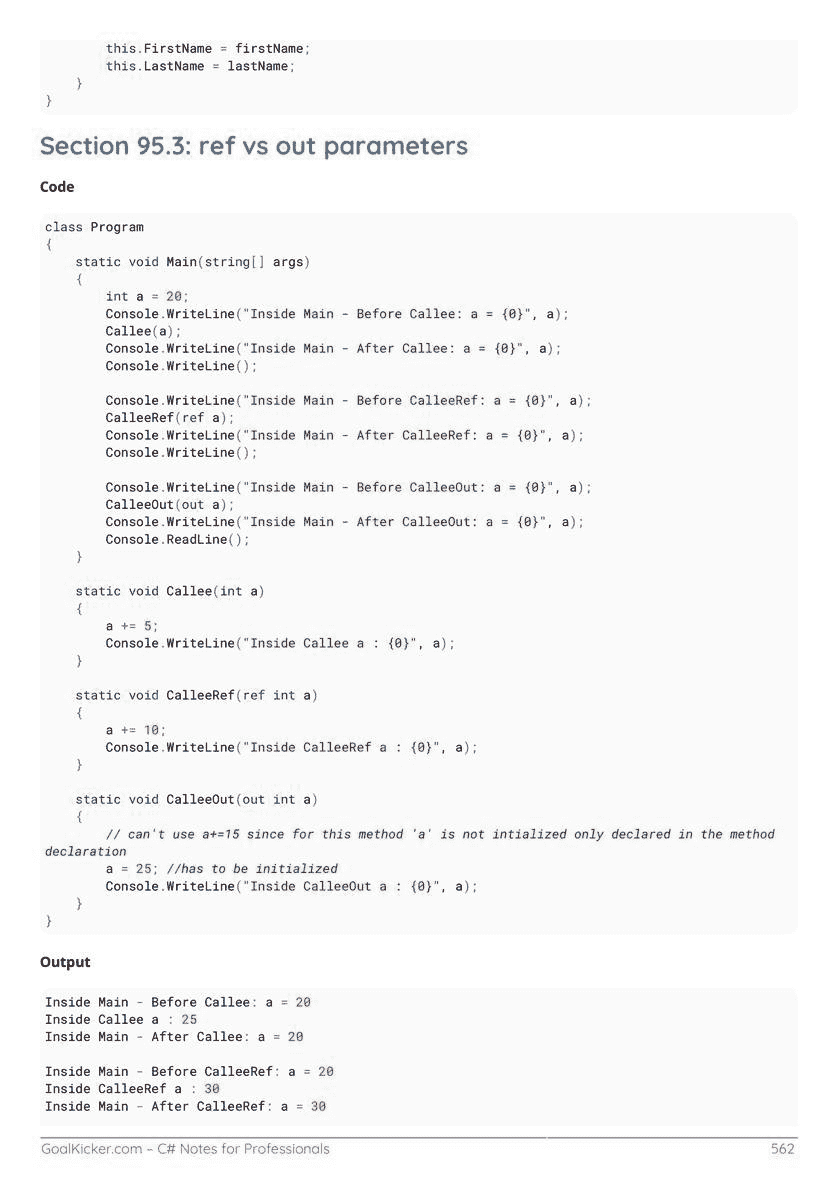 this.FirstName = firstName;
        this.LastName = lastName;
    }
}
Section 95.3: ref vs out parameters
Code
class Program
{
    static void Main(string[] args)
    {
        int a = 20;
        Console.WriteLine("Inside Main - Before Callee: a = {0}", a);
        Callee(a);
        Console.WriteLine("Inside Main - After Callee: a = {0}", a);
        Console.WriteLine();

        Console.WriteLine("Inside Main - Before CalleeRef: a = {0}", a);
        CalleeRef(ref a);
        Console.WriteLine("Inside Main - After CalleeRef: a = {0}", a);
        Console.WriteLine();

        Console.WriteLine("Inside Main - Before CalleeOut: a = {0}", a);
        CalleeOut(out a);
        Console.WriteLine("Inside Main - After CalleeOut: a = {0}", a);
        Console.ReadLine();
    }

    static void Callee(int a)
    {
        a += 5;
        Console.WriteLine("Inside Callee a : {0}", a);
    }

    static void CalleeRef(ref int a)
    {
        a += 10;
        Console.WriteLine("Inside CalleeRef a : {0}", a);
    }

    static void CalleeOut(out int a)
    {
        // can't use a+=15 since for this method 'a' is not intialized only declared in the method
declaration
        a = 25; //has to be initialized
        Console.WriteLine("Inside CalleeOut a : {0}", a);
    }
}
Output
Inside Main - Before Callee: a = 20
Inside Callee a : 25
Inside Main - After Callee: a = 20

Inside Main - Before CalleeRef: a = 20
Inside CalleeRef a : 30
Inside Main - After CalleeRef: a = 30
GoalKicker.com – C# Notes for Professionals 562